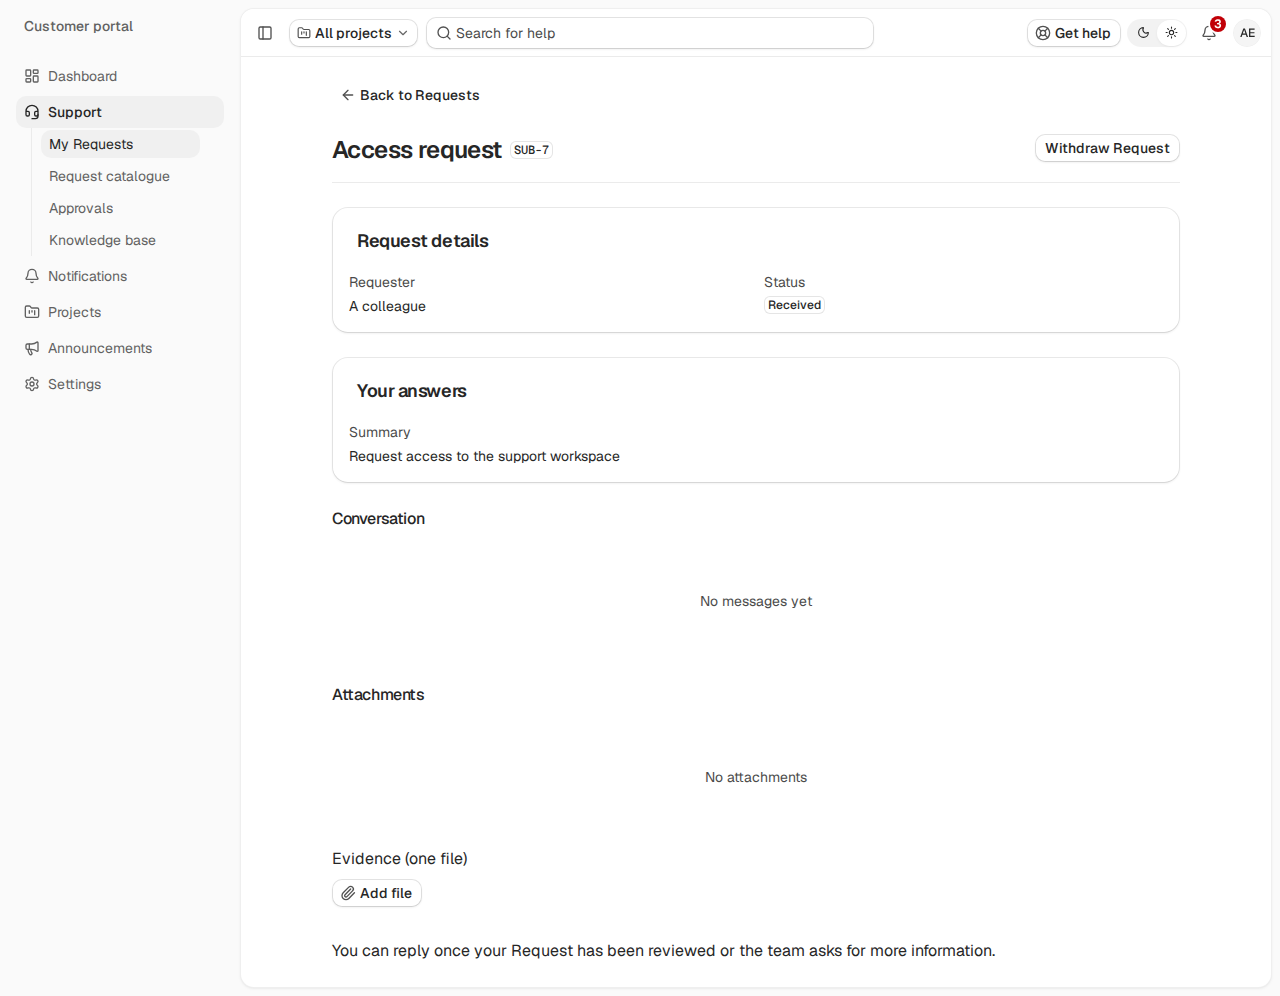 Customer portal
Dashboard
Support
My Requests
Request catalogue
Approvals
Knowledge base
Notifications
Projects
Announcements
Settings
All projects
Search for help
Get help
3
AE
Back to Requests
Access request SUB-7
Withdraw Request
Request details
Requester
A colleague
Status
Received
Your answers
Summary
Request access to the support workspace
Conversation
No messages yet
Attachments
No attachments
Evidence (one file)
Add file
You can reply once your Request has been reviewed or the team asks for more information.